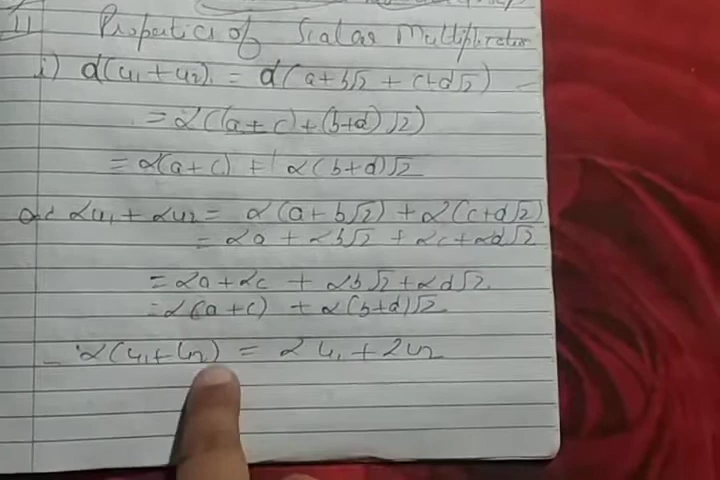 II Properties of Scalar Multiplication
i) α(u₁+u₂) = α(a+b√2 + c+d√2)
= α((a+c)+(b+d)√2)
= α(a+c) + α(b+d)√2
αu₁+αu₂ = α(a+b√2) + α(c+d√2)
= αa + αb√2 + αc+αd√2
= αa+αc + αb√2+αd√2
= α(a+c) + α(b+d)√2
α(u₁+u₂) = αu₁+αu₂